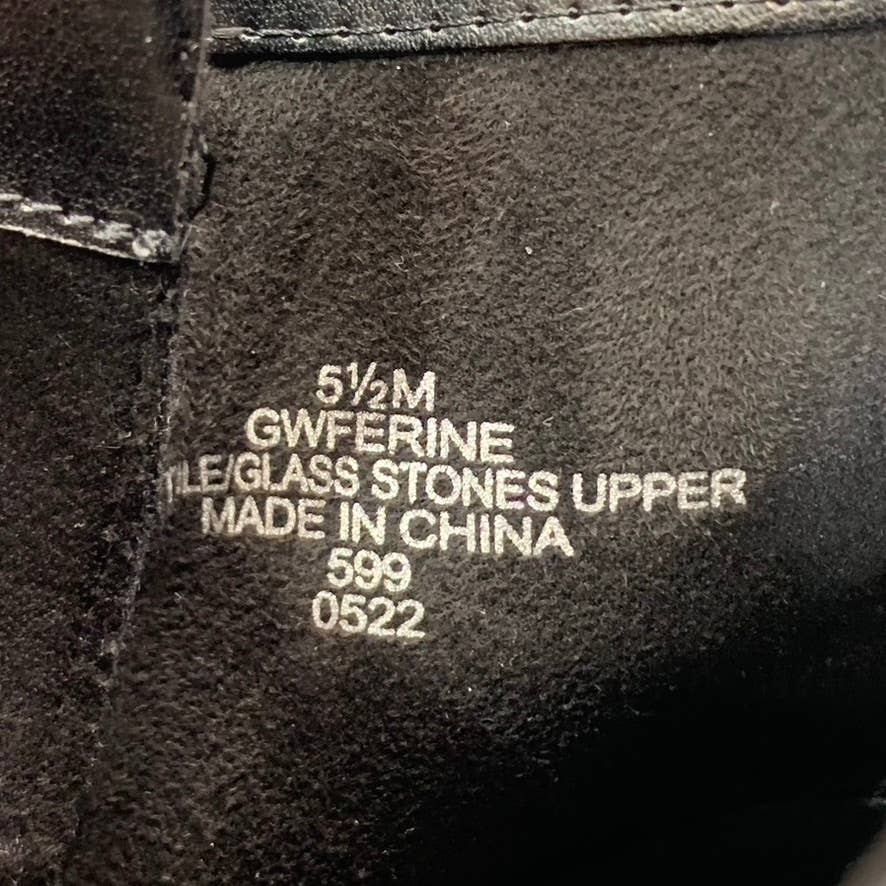 5½M
GWFERINE
TILE/GLASS STONES UPPER
MADE IN CHINA
599
0522